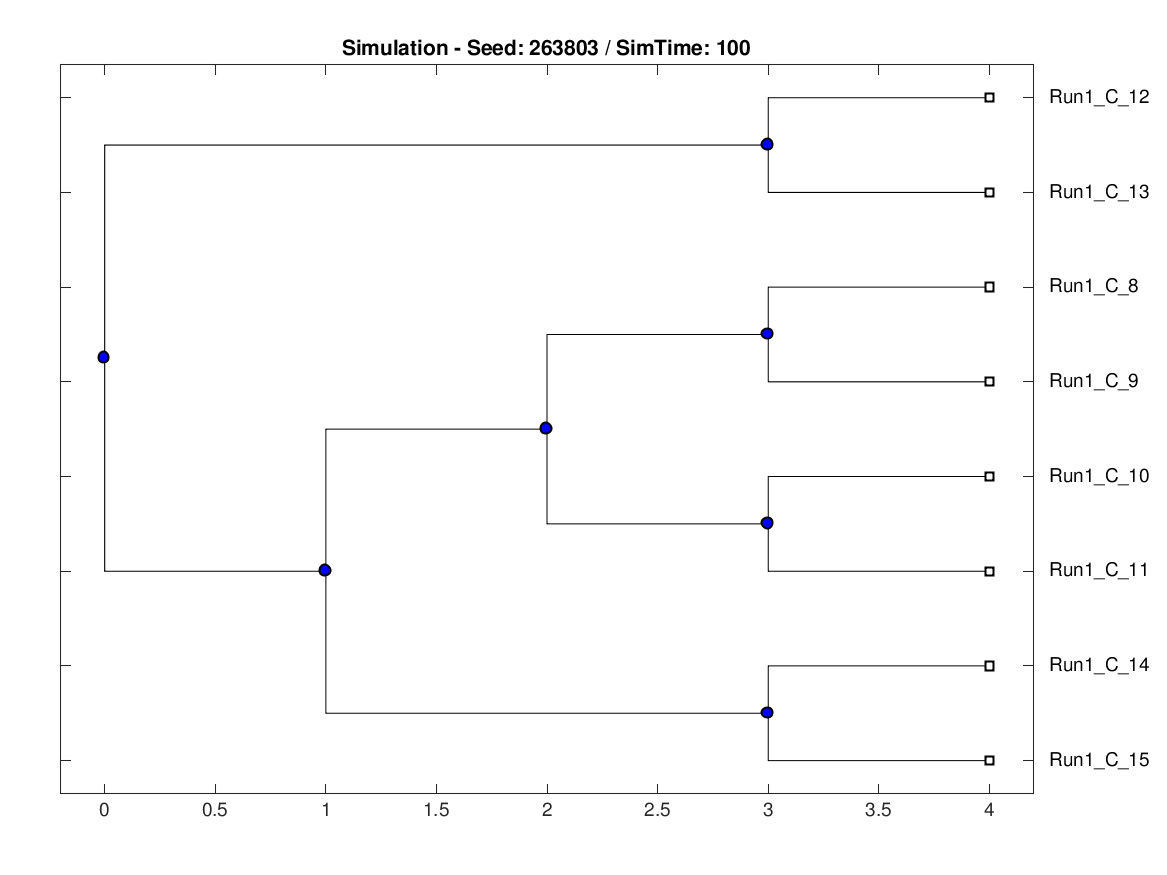 Simulation - Seed: 263803 / SimTime: 100
Run1_C_12
Run1_C_13
Run1_C_8
Run1_C_9
Run1_C_10
Run1_C_11
Run1_C_14
Run1_C_15
0 0.5 1 1.5 2 2.5 3 3.5 4